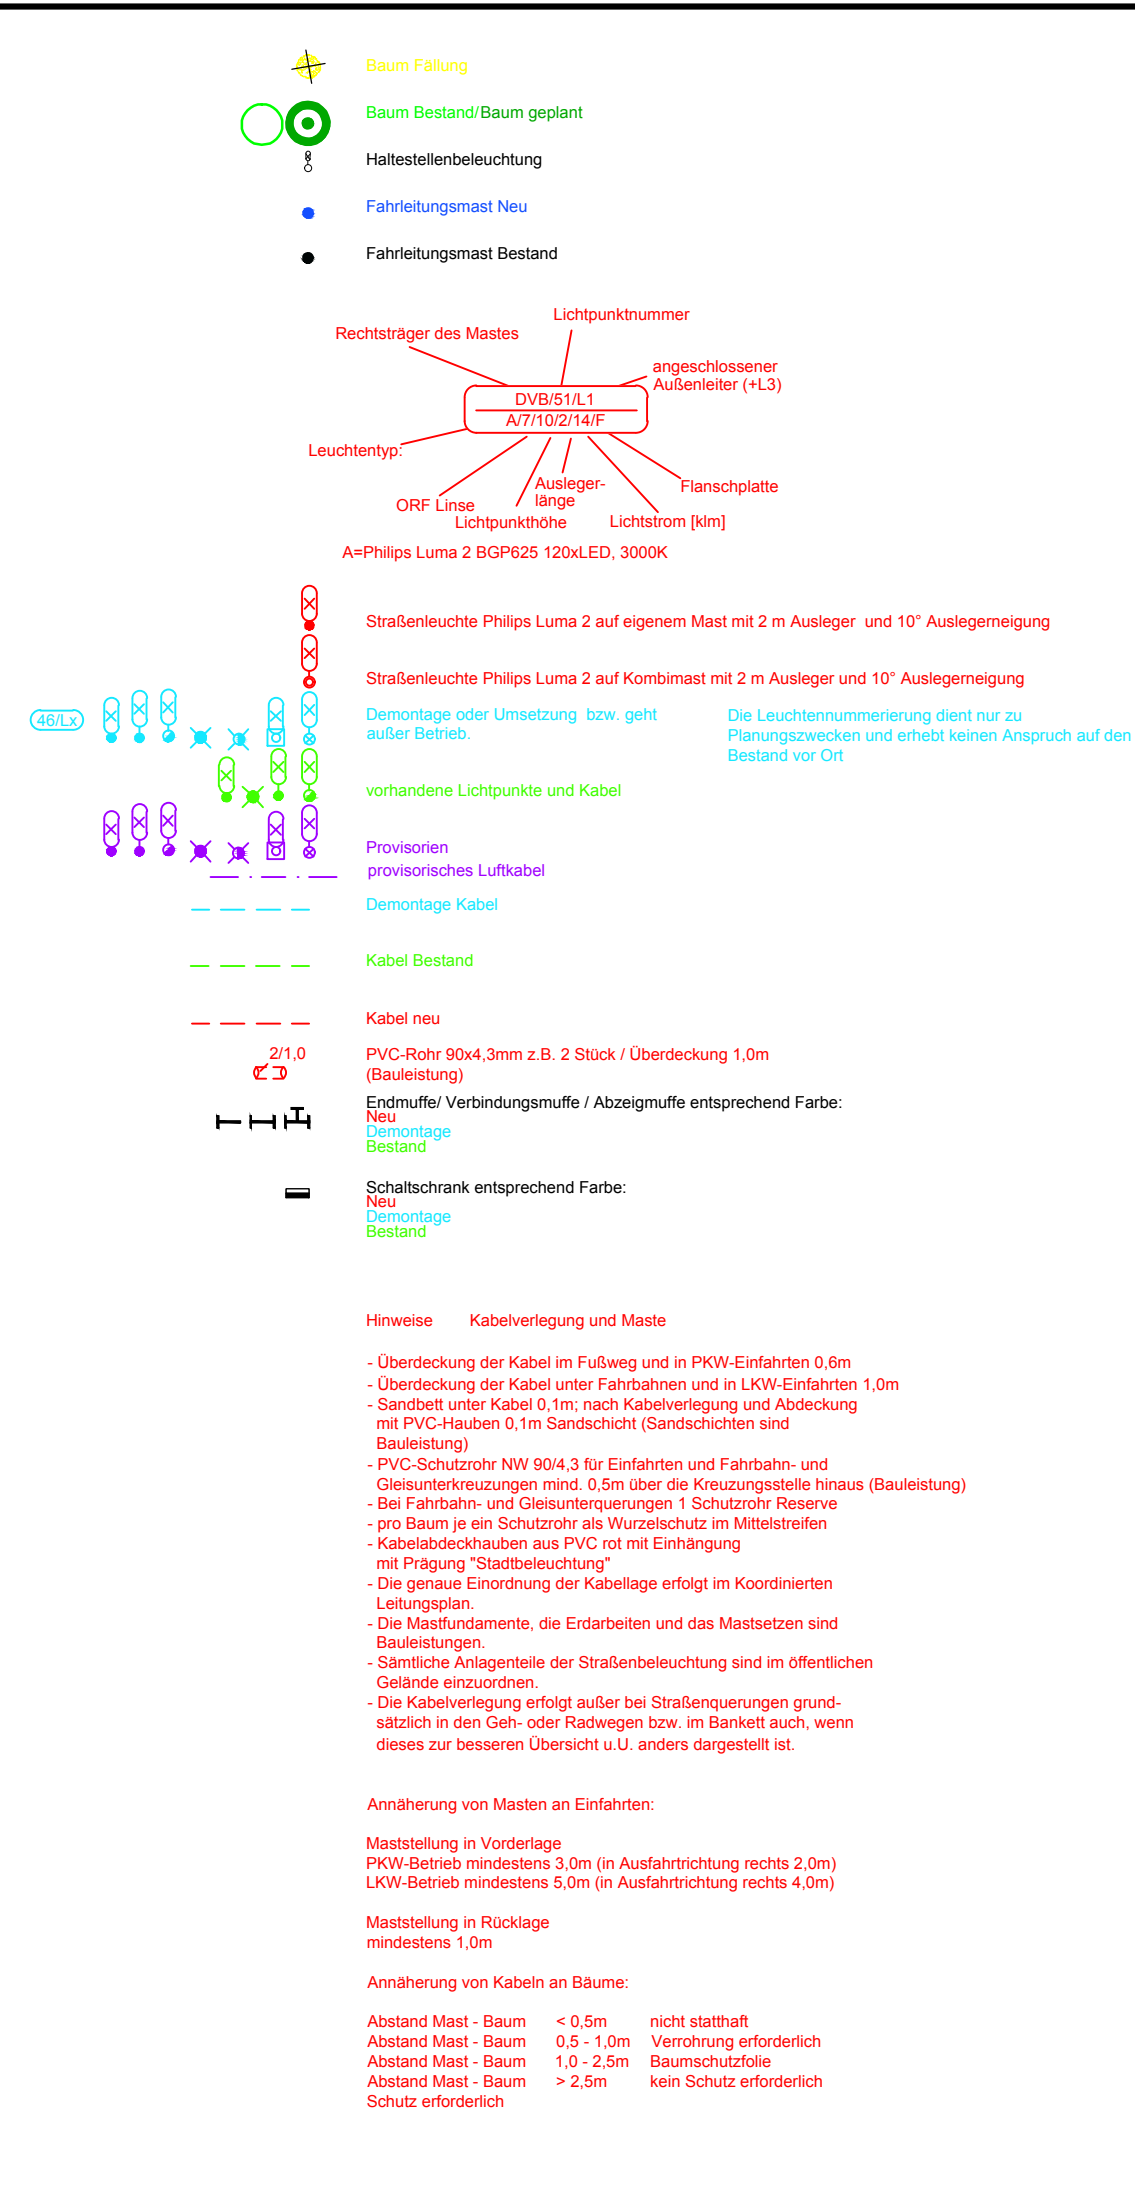 Baum Fällung
Baum Bestand/Baum geplant
Haltestellenbeleuchtung
Fahrleitungsmast Neu
Fahrleitungsmast Bestand
Lichtpunktnummer
Rechtsträger des Mastes
angeschlossener
Außenleiter (+L3)
DVB/51/L1
A/7/10/2/14/F
Leuchtentyp:
Ausleger-
länge
Flanschplatte
ORF Linse
Lichtpunkthöhe
Lichtstrom [klm]
A=Philips Luma 2 BGP625 120xLED, 3000K
Straßenleuchte Philips Luma 2 auf eigenem Mast mit 2 m Ausleger und 10° Auslegerneigung
Straßenleuchte Philips Luma 2 auf Kombimast mit 2 m Ausleger und 10° Auslegerneigung
46/Lx
Demontage oder Umsetzung bzw. geht
außer Betrieb.
Die Leuchtennummerierung dient nur zu
Planungszwecken und erhebt keinen Anspruch auf den
Bestand vor Ort
vorhandene Lichtpunkte und Kabel
Provisorien
provisorisches Luftkabel
Demontage Kabel
Kabel Bestand
Kabel neu
2/1,0
PVC-Rohr 90x4,3mm z.B. 2 Stück / Überdeckung 1,0m
(Bauleistung)
Endmuffe/ Verbindungsmuffe / Abzeigmuffe entsprechend Farbe:
Neu
Demontage
Bestand
Schaltschrank entsprechend Farbe:
Neu
Demontage
Bestand
Hinweise Kabelverlegung und Maste
- Überdeckung der Kabel im Fußweg und in PKW-Einfahrten 0,6m
- Überdeckung der Kabel unter Fahrbahnen und in LKW-Einfahrten 1,0m
- Sandbett unter Kabel 0,1m; nach Kabelverlegung und Abdeckung
mit PVC-Hauben 0,1m Sandschicht (Sandschichten sind
Bauleistung)
- PVC-Schutzrohr NW 90/4,3 für Einfahrten und Fahrbahn- und
Gleisunterkreuzungen mind. 0,5m über die Kreuzungsstelle hinaus (Bauleistung)
- Bei Fahrbahn- und Gleisunterquerungen 1 Schutzrohr Reserve
- pro Baum je ein Schutzrohr als Wurzelschutz im Mittelstreifen
- Kabelabdeckhauben aus PVC rot mit Einhängung
mit Prägung "Stadtbeleuchtung"
- Die genaue Einordnung der Kabellage erfolgt im Koordinierten
Leitungsplan.
- Die Mastfundamente, die Erdarbeiten und das Mastsetzen sind
Bauleistungen.
- Sämtliche Anlagenteile der Straßenbeleuchtung sind im öffentlichen
Gelände einzuordnen.
- Die Kabelverlegung erfolgt außer bei Straßenquerungen grund-
sätzlich in den Geh- oder Radwegen bzw. im Bankett auch, wenn
dieses zur besseren Übersicht u.U. anders dargestellt ist.
Annäherung von Masten an Einfahrten:
Maststellung in Vorderlage
PKW-Betrieb mindestens 3,0m (in Ausfahrtrichtung rechts 2,0m)
LKW-Betrieb mindestens 5,0m (in Ausfahrtrichtung rechts 4,0m)
Maststellung in Rücklage
mindestens 1,0m
Annäherung von Kabeln an Bäume:
Abstand Mast - Baum < 0,5m nicht statthaft
Abstand Mast - Baum 0,5 - 1,0m Verrohrung erforderlich
Abstand Mast - Baum 1,0 - 2,5m Baumschutzfolie
Abstand Mast - Baum > 2,5m kein Schutz erforderlich
Schutz erforderlich